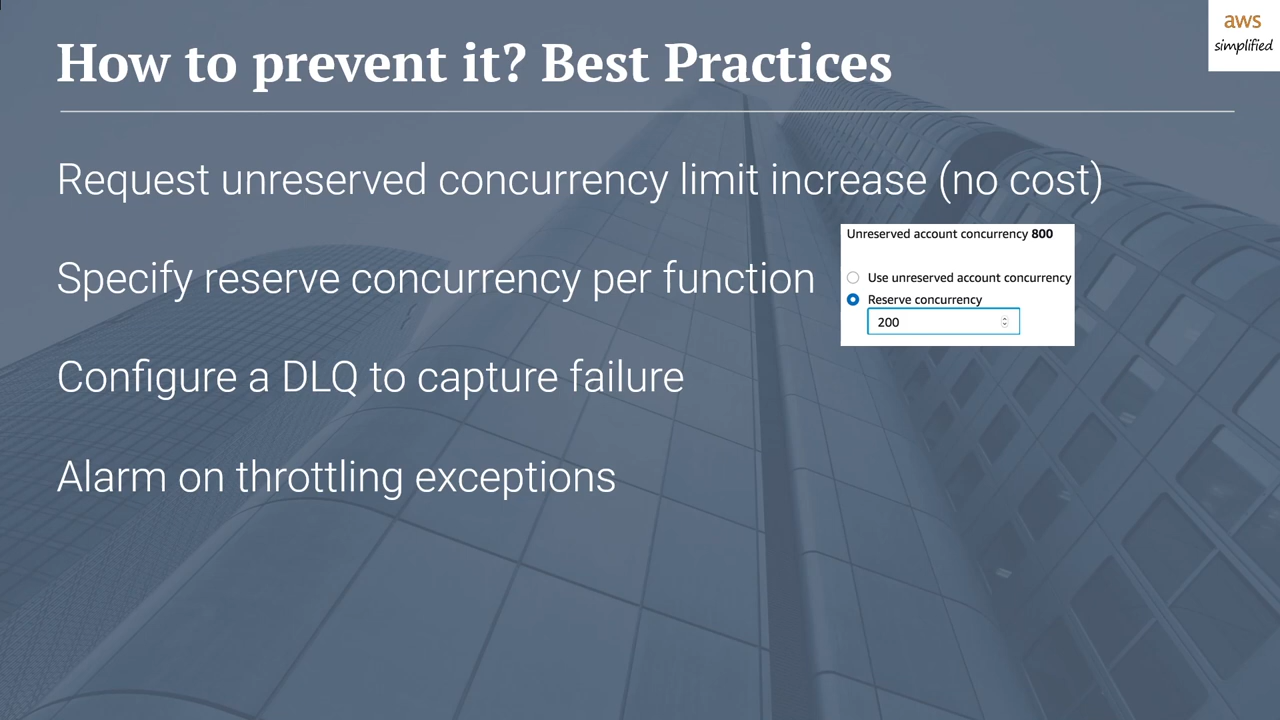 aws
simplified
How to prevent it? Best Practices
Request unreserved concurrency limit increase (no cost)
Specify reserve concurrency per function
Unreserved account concurrency 800
Use unreserved account concurrency
Reserve concurrency
200
Configure a DLQ to capture failure
Alarm on throttling exceptions